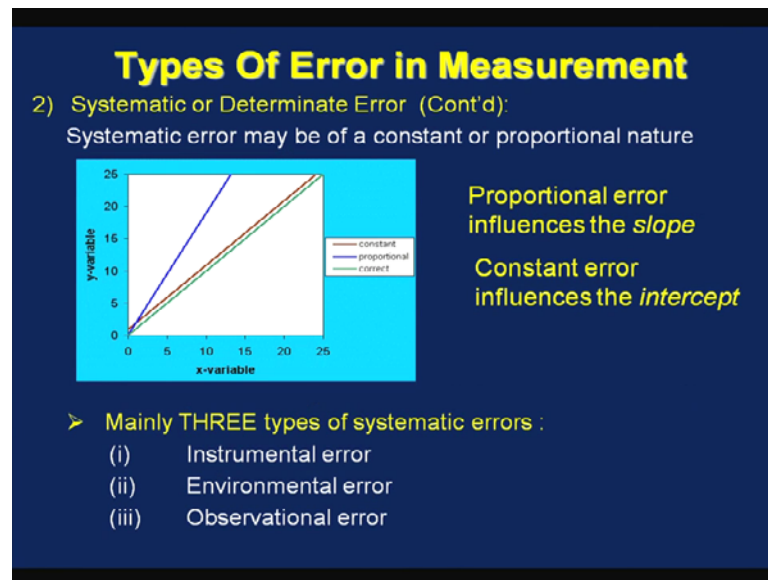 Types Of Error in Measurement
2) Systematic or Determinate Error (Cont'd):
Systematic error may be of a constant or proportional nature
25
20
15
10
5
0
y-variable
0 5 10 15 20 25
x-variable
constant
proportional
correct
Proportional error
influences the slope
Constant error
influences the intercept
➢ Mainly THREE types of systematic errors :
(i) Instrumental error
(ii) Environmental error
(iii) Observational error